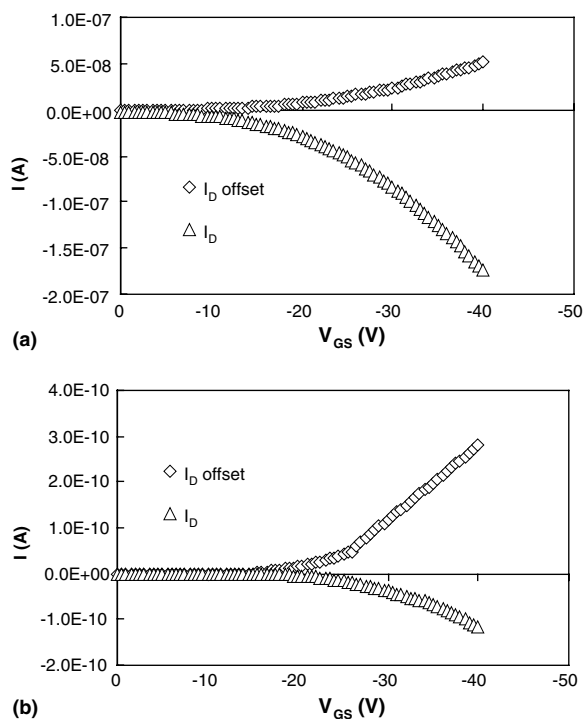 1.0E-07
5.0E-08
0.0E+00
-5.0E-08
-1.0E-07
-1.5E-07
-2.0E-07
I (A)
I_D offset
I_D
0 -10 -20 -30 -40 -50
V_GS (V)
(a)
4.0E-10
3.0E-10
2.0E-10
1.0E-10
0.0E+00
-1.0E-10
-2.0E-10
I (A)
I_D offset
I_D
0 -10 -20 -30 -40 -50
V_GS (V)
(b)